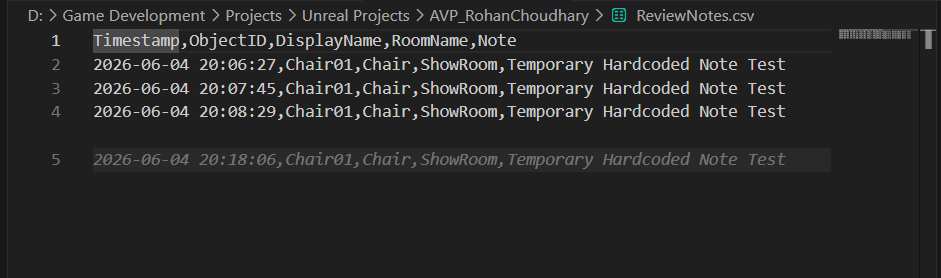 D: > Game Development > Projects > Unreal Projects > AVP_RohanChoudhary > ReviewNotes.csv
1 Timestamp,ObjectID,DisplayName,RoomName,Note
2 2026-06-04 20:06:27,Chair01,Chair,ShowRoom,Temporary Hardcoded Note Test
3 2026-06-04 20:07:45,Chair01,Chair,ShowRoom,Temporary Hardcoded Note Test
4 2026-06-04 20:08:29,Chair01,Chair,ShowRoom,Temporary Hardcoded Note Test
5 2026-06-04 20:18:06,Chair01,Chair,ShowRoom,Temporary Hardcoded Note Test